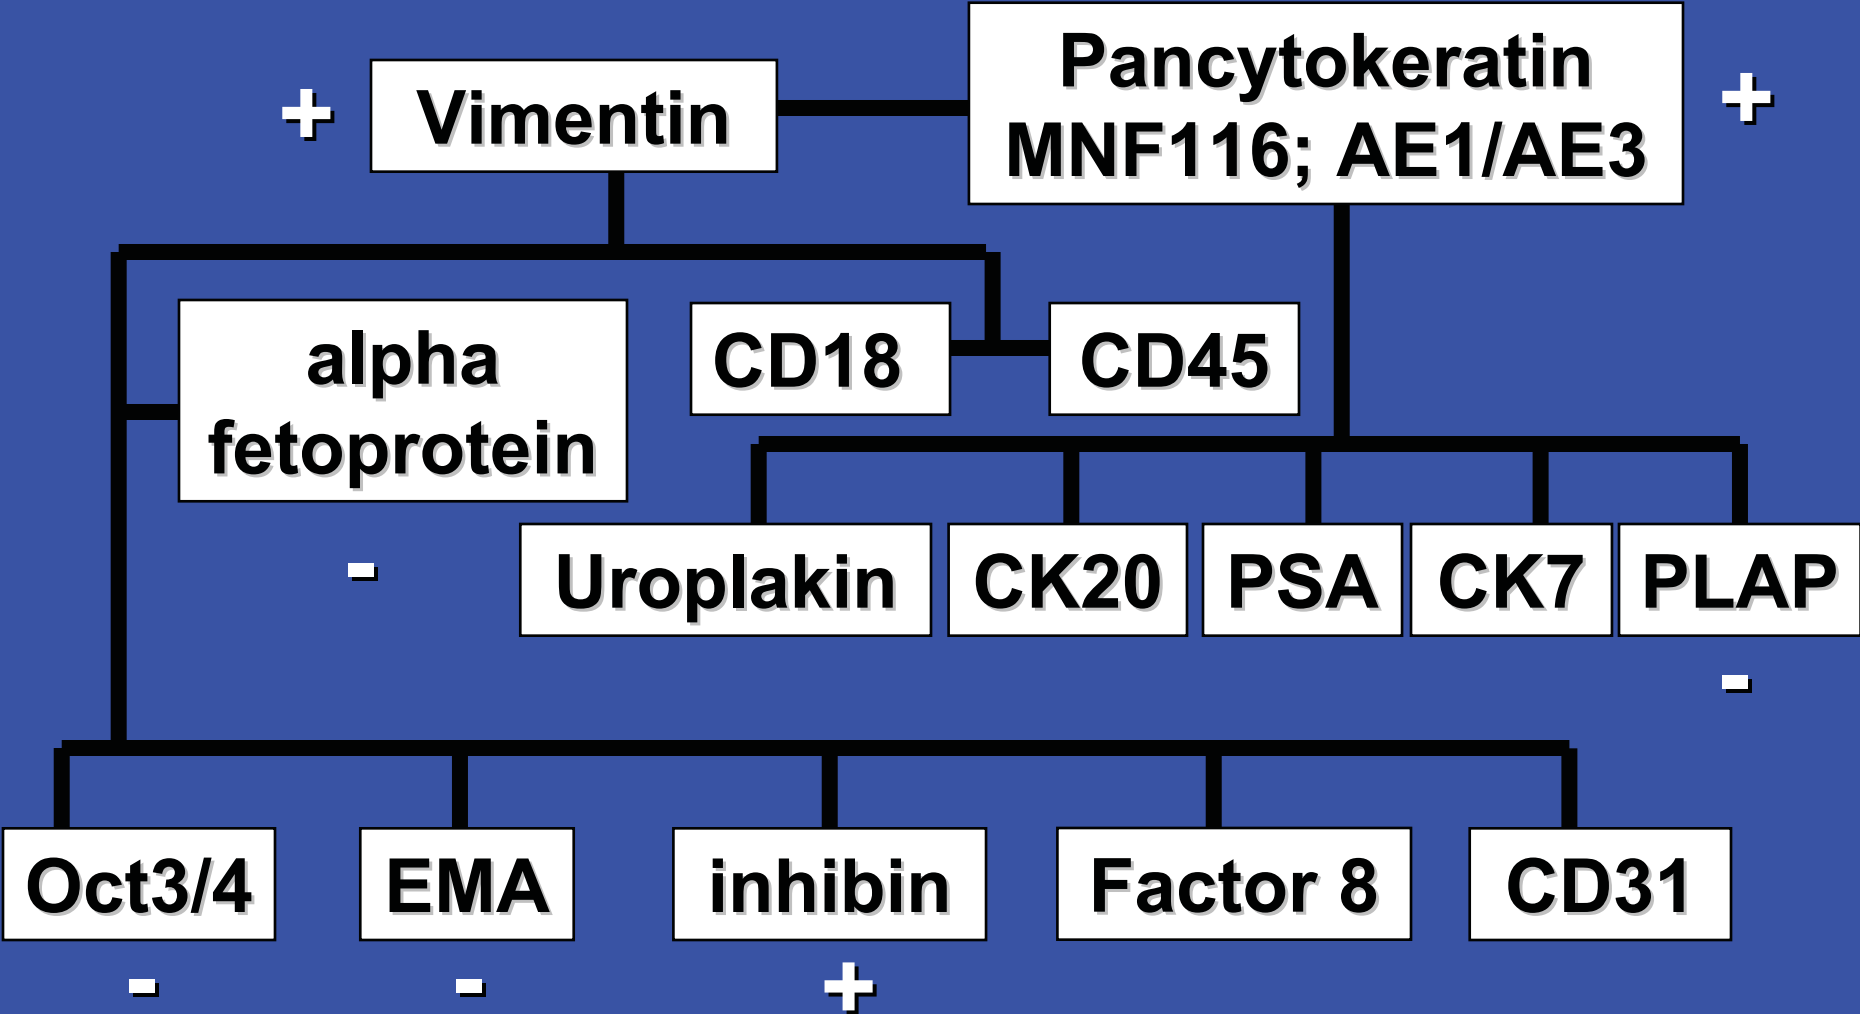 +
Vimentin
Pancytokeratin
MNF116; AE1/AE3
+
alpha
fetoprotein
-
CD18
CD45
Uroplakin
CK20
PSA
CK7
PLAP
-
Oct3/4
EMA
inhibin
Factor 8
CD31
-
-
+